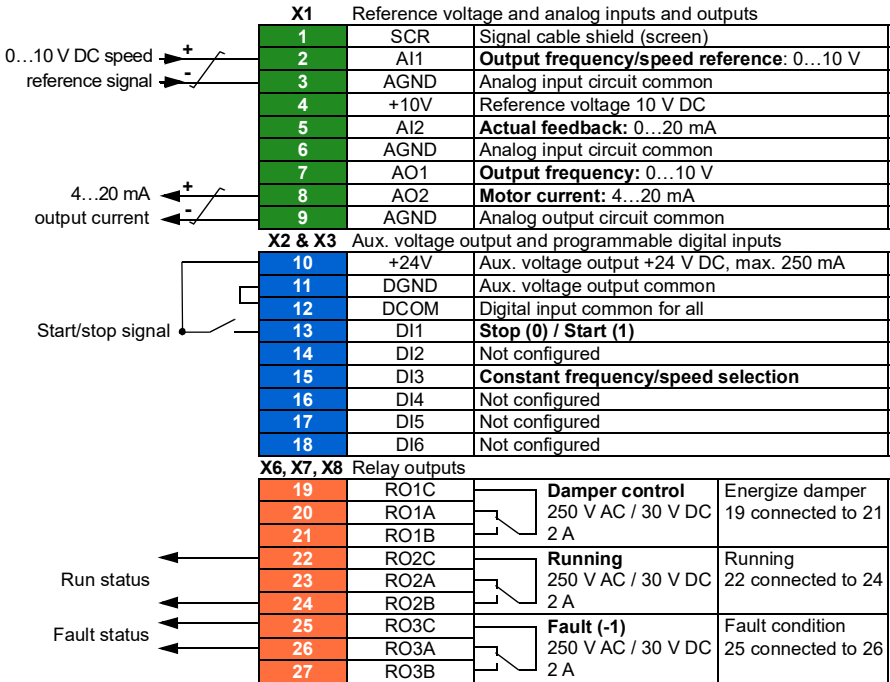 X1 Reference voltage and analog inputs and outputs
1 SCR Signal cable shield (screen)
0…10 V DC speed + 2 AI1 Output frequency/speed reference: 0…10 V
reference signal - 3 AGND Analog input circuit common
4 +10V Reference voltage 10 V DC
5 AI2 Actual feedback: 0…20 mA
6 AGND Analog input circuit common
7 AO1 Output frequency: 0…10 V
4…20 mA + 8 AO2 Motor current: 4…20 mA
output current - 9 AGND Analog output circuit common
X2 & X3 Aux. voltage output and programmable digital inputs
10 +24V Aux. voltage output +24 V DC, max. 250 mA
11 DGND Aux. voltage output common
12 DCOM Digital input common for all
Start/stop signal 13 DI1 Stop (0) / Start (1)
14 DI2 Not configured
15 DI3 Constant frequency/speed selection
16 DI4 Not configured
17 DI5 Not configured
18 DI6 Not configured
X6, X7, X8 Relay outputs
19 RO1C Damper control Energize damper
20 RO1A 250 V AC / 30 V DC 19 connected to 21
21 RO1B 2 A
22 RO2C Running Running
Run status 23 RO2A 250 V AC / 30 V DC 22 connected to 24
24 RO2B 2 A
25 RO3C Fault (-1) Fault condition
Fault status 26 RO3A 250 V AC / 30 V DC 25 connected to 26
27 RO3B 2 A